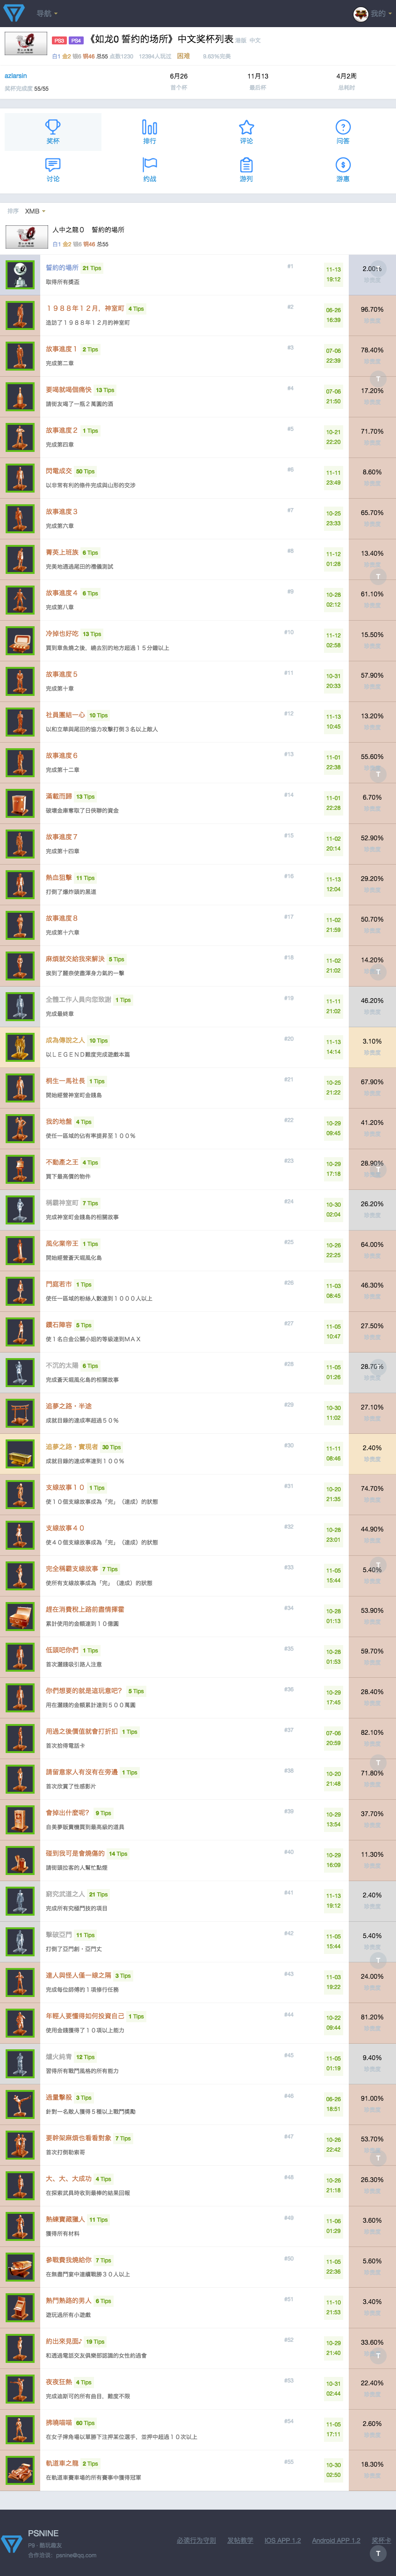 导航
我的
PS3 PS4 《如龙0 誓约的场所》中文奖杯列表 港版 中文
白1 金2 银6 铜46 总55 点数1230 12394人玩过 困难 9.60%完美
azlarsin
奖杯完成度 55/55
6月26
首个杯
11月13
最后杯
4月2周
总耗时
奖杯
排行
评论
问答
讨论
约战
游列
游惠
排序 XMB
人中之龍０ 誓約的場所
白1 金2 银6 铜46 总55
誓約的場所 21 Tips #1 11-13 19:12 2.00%
取得所有獎盃
１９８８年１２月，神室町 4 Tips #2 06-26 16:39 96.70%
造訪了１９８８年１２月的神室町
故事進度１ 2 Tips #3 07-06 22:39 78.40%
完成第二章
要喝就喝個痛快 13 Tips #4 07-06 21:50 17.20%
請街友喝了一瓶２萬圓的酒
故事進度２ 1 Tips #5 10-21 22:20 71.70%
完成第四章
閃電成交 50 Tips #6 11-11 23:49 8.60%
以非常有利的條件完成與山形的交涉
故事進度３ #7 10-25 23:33 65.70%
完成第六章
菁英上班族 6 Tips #8 11-12 01:28 13.40%
完美地通過尾田的禮儀測試
故事進度４ 6 Tips #9 10-28 02:12 61.10%
完成第八章
冷掉也好吃 13 Tips #10 11-12 02:58 15.50%
買到章魚燒之後，繞去別的地方超過１５分鐘以上
故事進度５ #11 10-31 20:33 57.90%
完成第十章
社員團結一心 10 Tips #12 11-13 10:45 13.20%
以和立華與尾田的協力攻擊打倒３名以上敵人
故事進度６ #13 11-01 22:38 55.60%
完成第十二章
滿載而歸 13 Tips #14 11-01 22:28 6.70%
破壞金庫奪取了日俠聯的資金
故事進度７ #15 11-02 20:14 52.90%
完成第十四章
熱血狙擊 11 Tips #16 11-13 12:04 29.20%
打倒了爆炸頭的黑道
故事進度８ #17 11-02 21:59 50.70%
完成第十六章
麻煩就交給我來解決 5 Tips #18 11-02 21:02 14.20%
挨到了麗奈使盡渾身力氣的一擊
全體工作人員向您致謝 1 Tips #19 11-11 21:02 46.20%
完成最終章
成為傳說之人 10 Tips #20 11-13 14:14 3.10%
以ＬＥＧＥＮＤ難度完成遊戲本篇
桐生一馬社長 1 Tips #21 10-25 21:22 67.90%
開始經營神室町金錢島
我的地盤 4 Tips #22 10-29 09:45 41.20%
使任一區域的佔有率提昇至１００％
不動產之王 4 Tips #23 10-29 17:18 28.90%
買下最高價的物件
稱霸神室町 7 Tips #24 10-30 02:04 26.20%
完成神室町金錢島的相關故事
風化業帝王 1 Tips #25 10-26 22:25 64.00%
開始經營蒼天堀風化島
門庭若市 1 Tips #26 11-03 08:45 46.30%
使任一區域的粉絲人數達到１０００人以上
鑽石陣容 5 Tips #27 11-05 10:47 27.50%
使１名白金公關小姐的等級達到ＭＡＸ
不沉的太陽 6 Tips #28 11-05 01:26 28.70%
完成蒼天堀風化島的相關故事
追夢之路・半途 #29 10-30 11:02 27.10%
成就目錄的達成率超過５０％
追夢之路・實現者 30 Tips #30 11-11 08:46 2.40%
成就目錄的達成率達到１００％
支線故事１０ 1 Tips #31 10-20 21:35 74.70%
使１０個支線故事成為「完」（達成）的狀態
支線故事４０ #32 10-28 23:01 44.90%
使４０個支線故事成為「完」（達成）的狀態
完全稱霸支線故事 7 Tips #33 11-05 15:44 5.40%
使所有支線故事成為「完」（達成）的狀態
趕在消費稅上路前盡情揮霍 #34 10-28 01:13 53.90%
累計使用的金額達到１０億圓
低頭吧你們 1 Tips #35 10-28 01:53 59.70%
首次灑錢吸引路人注意
你們想要的就是這玩意吧？ 5 Tips #36 10-29 17:45 28.40%
用在灑錢的金額累計達到５００萬圓
用過之後價值就會打折扣 1 Tips #37 07-06 20:59 82.10%
首次拾得電話卡
請留意家人有沒有在旁邊 1 Tips #38 10-20 21:48 71.80%
首次欣賞了性感影片
會掉出什麼呢？ 9 Tips #39 10-29 13:54 37.70%
自美夢販賣機買到最高級的道具
碰到我可是會燒傷的 14 Tips #40 10-29 16:09 11.30%
請街頭拉客的人幫忙點煙
窮究武道之人 21 Tips #41 11-13 19:12 2.40%
完成所有究極鬥技的項目
擊破亞門 11 Tips #42 11-05 15:44 5.40%
打倒了亞門創・亞門丈
達人與怪人僅一線之隔 3 Tips #43 11-03 19:22 24.00%
完成每位師傅的１項修行任務
年輕人要懂得如何投資自己 1 Tips #44 10-22 09:44 81.20%
使用金錢獲得了１０項以上能力
爐火純青 12 Tips #45 11-05 01:19 9.40%
習得所有戰鬥風格的所有能力
過量擊殺 3 Tips #46 06-26 18:51 91.00%
針對一名敵人獲得５種以上戰鬥獎勵
要幹架麻煩也看看對象 7 Tips #47 10-26 22:42 53.70%
首次打倒勒索哥
大、大、大成功 4 Tips #48 10-26 21:18 26.30%
在探索武具時收到最棒的結果回報
熟練寶藏獵人 11 Tips #49 11-06 01:29 3.60%
獲得所有材料
參戰費我燒給你 7 Tips #50 11-05 22:36 5.60%
在無盡鬥宴中連續戰勝３０人以上
熱門熟路的男人 6 Tips #51 11-10 21:53 3.40%
遊玩過所有小遊戲
約出來見面♪ 19 Tips #52 10-29 21:40 33.60%
和透過電話交友俱樂部認識的女性約過會
夜夜狂熱 4 Tips #53 10-31 02:44 22.40%
完成迪斯可的所有曲目，難度不限
擒曉喵喵 60 Tips #54 11-05 17:11 2.60%
在女子摔角場以單勝下注押某位選手，並押中超過１０次以上
軌道車之龍 2 Tips #55 10-30 02:50 18.30%
在軌道車賽車場的所有賽事中獲得冠軍
PSNINE
P9・酷玩趣友
合作洽谈：psnine@qq.com
必装行为守则 发帖教学 IOS APP 1.2 Android APP 1.2 奖杯卡